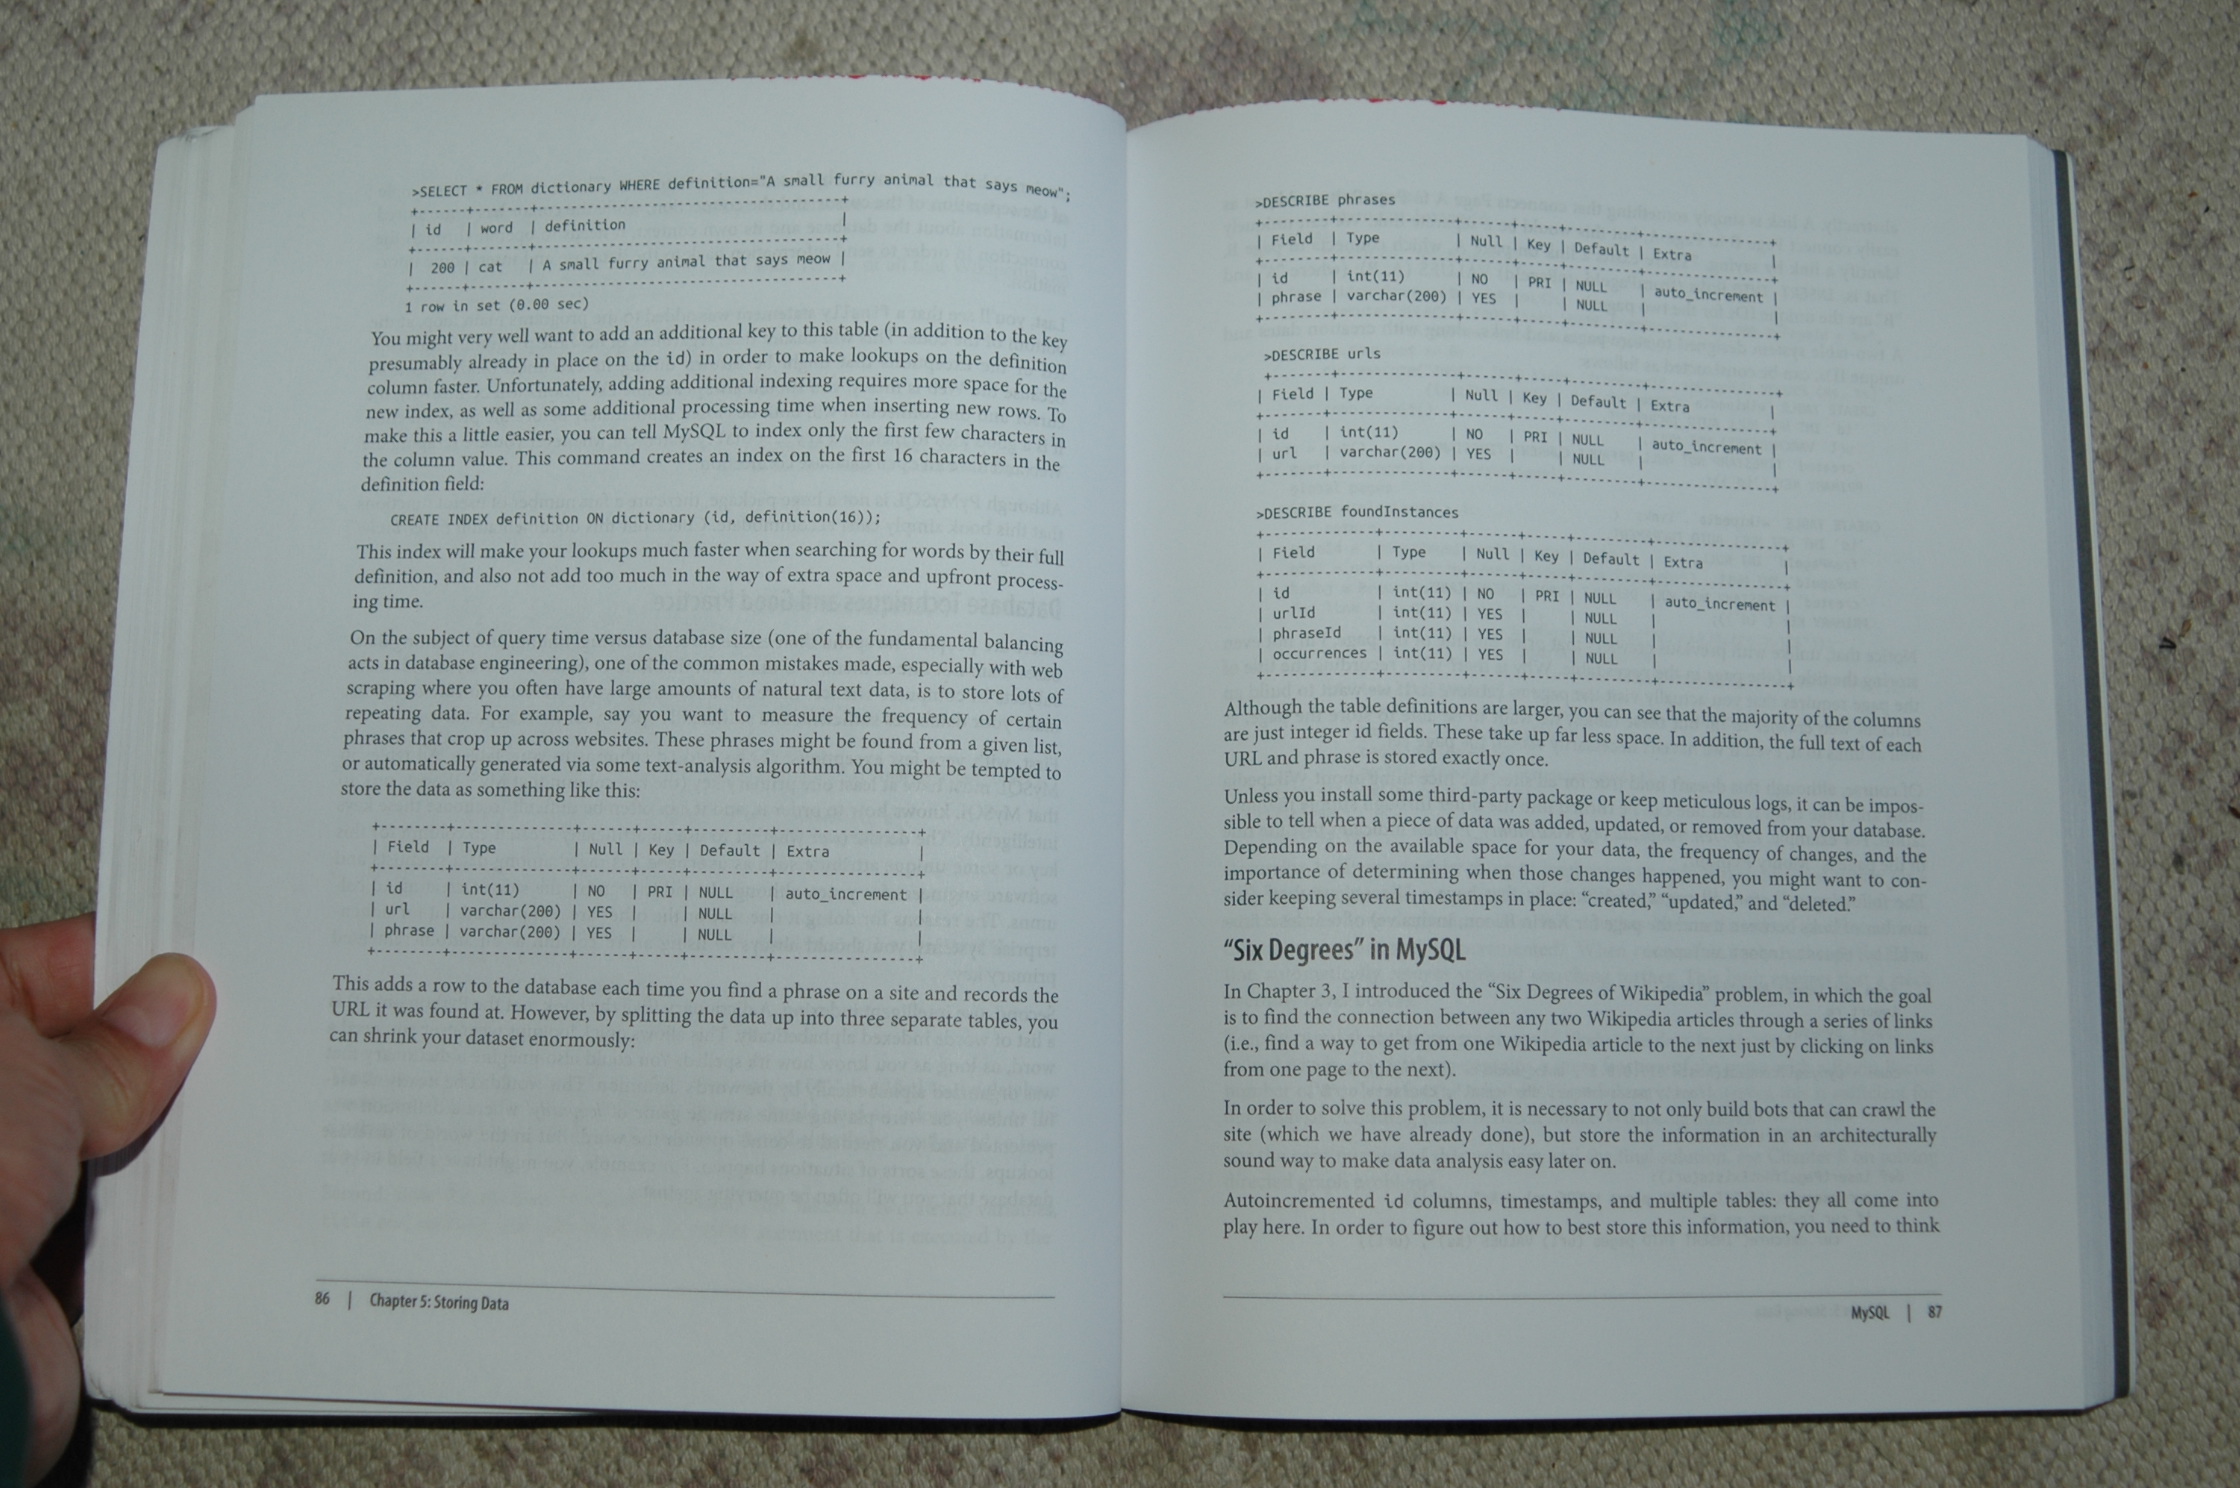 >SELECT * FROM dictionary WHERE definition="A small furry animal that says meow";
+------+------+-------------------------------------+
| id | word | definition |
+------+------+-------------------------------------+
| 200 | cat | A small furry animal that says meow |
+------+------+-------------------------------------+
1 row in set (0.00 sec)
You might very well want to add an additional key to this table (in addition to the key
presumably already in place on the id) in order to make lookups on the definition
column faster. Unfortunately, adding additional indexing requires more space for the
new index, as well as some additional processing time when inserting new rows. To
make this a little easier, you can tell MySQL to index only the first few characters in
the column value. This command creates an index on the first 16 characters in the
definition field:
CREATE INDEX definition ON dictionary (id, definition(16));
This index will make your lookups much faster when searching for words by their full
definition, and also not add too much in the way of extra space and upfront process-
ing time.
On the subject of query time versus database size (one of the fundamental balancing
acts in database engineering), one of the common mistakes made, especially with web
scraping where you often have large amounts of natural text data, is to store lots of
repeating data. For example, say you want to measure the frequency of certain
phrases that crop up across websites. These phrases might be found from a given list,
or automatically generated via some text-analysis algorithm. You might be tempted to
store the data as something like this:
+--------+--------------+------+-----+---------+----------------+
| Field | Type | Null | Key | Default | Extra |
+--------+--------------+------+-----+---------+----------------+
| id | int(11) | NO | PRI | NULL | auto_increment |
| url | varchar(200) | YES | | NULL | |
| phrase | varchar(200) | YES | | NULL | |
+--------+--------------+------+-----+---------+----------------+
This adds a row to the database each time you find a phrase on a site and records the
URL it was found at. However, by splitting the data up into three separate tables, you
can shrink your dataset enormously:
86 | Chapter 5: Storing Data
>DESCRIBE phrases
+--------+--------------+------+-----+---------+----------------+
| Field | Type | Null | Key | Default | Extra |
+--------+--------------+------+-----+---------+----------------+
| id | int(11) | NO | PRI | NULL | auto_increment |
| phrase | varchar(200) | YES | | NULL | |
+--------+--------------+------+-----+---------+----------------+
>DESCRIBE urls
+-------+--------------+------+-----+---------+----------------+
| Field | Type | Null | Key | Default | Extra |
+-------+--------------+------+-----+---------+----------------+
| id | int(11) | NO | PRI | NULL | auto_increment |
| url | varchar(200) | YES | | NULL | |
+-------+--------------+------+-----+---------+----------------+
>DESCRIBE foundInstances
+-------------+---------+------+-----+---------+----------------+
| Field | Type | Null | Key | Default | Extra |
+-------------+---------+------+-----+---------+----------------+
| id | int(11) | NO | PRI | NULL | auto_increment |
| urlId | int(11) | YES | | NULL | |
| phraseId | int(11) | YES | | NULL | |
| occurrences | int(11) | YES | | NULL | |
+-------------+---------+------+-----+---------+----------------+
Although the table definitions are larger, you can see that the majority of the columns
are just integer id fields. These take up far less space. In addition, the full text of each
URL and phrase is stored exactly once.
Unless you install some third-party package or keep meticulous logs, it can be impos-
sible to tell when a piece of data was added, updated, or removed from your database.
Depending on the available space for your data, the frequency of changes, and the
importance of determining when those changes happened, you might want to con-
sider keeping several timestamps in place: “created,” “updated,” and “deleted.”
“Six Degrees” in MySQL
In Chapter 3, I introduced the “Six Degrees of Wikipedia” problem, in which the goal
is to find the connection between any two Wikipedia articles through a series of links
(i.e., find a way to get from one Wikipedia article to the next just by clicking on links
from one page to the next).
In order to solve this problem, it is necessary to not only build bots that can crawl the
site (which we have already done), but store the information in an architecturally
sound way to make data analysis easy later on.
Autoincremented id columns, timestamps, and multiple tables: they all come into
play here. In order to figure out how to best store this information, you need to think
MySQL | 87